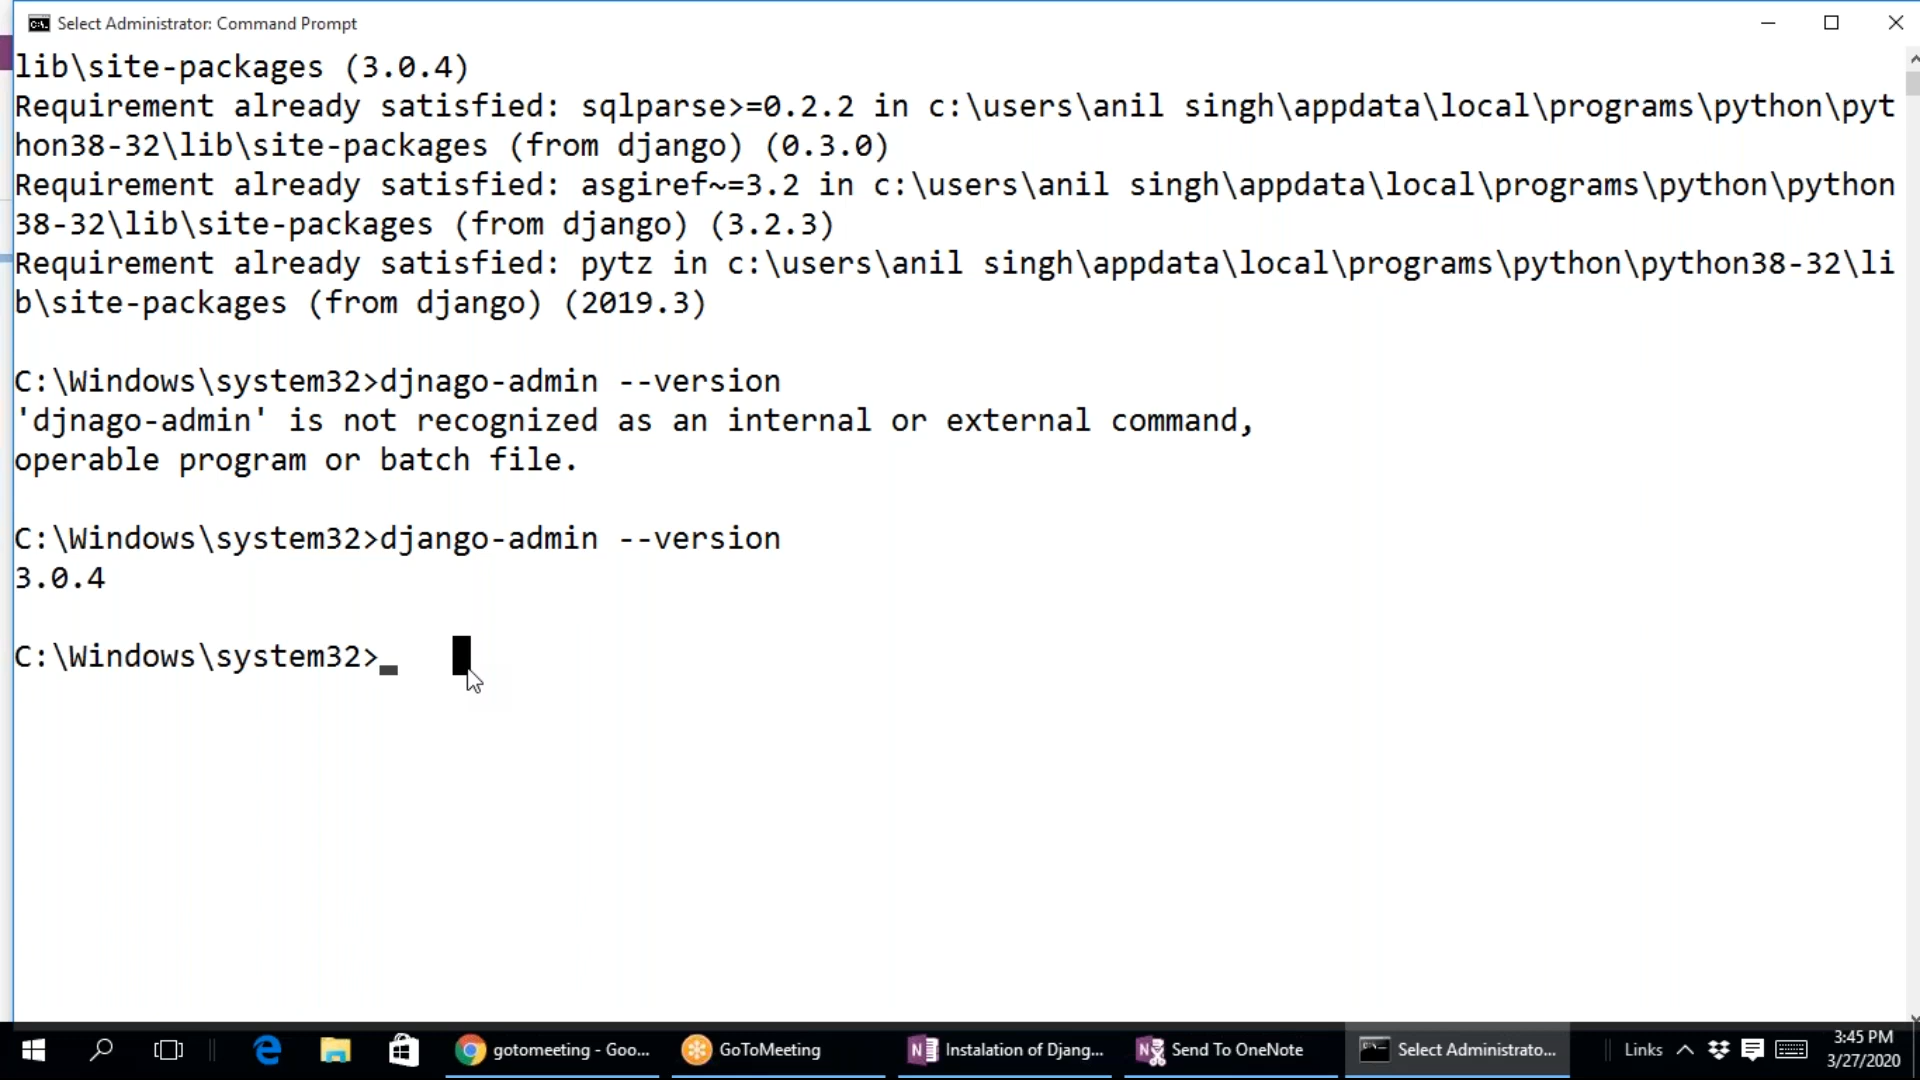 Select Administrator: Command Prompt
lib\site-packages (3.0.4)
Requirement already satisfied: sqlparse>=0.2.2 in c:\users\anil singh\appdata\local\programs\python\pyt
hon38-32\lib\site-packages (from django) (0.3.0)
Requirement already satisfied: asgiref~=3.2 in c:\users\anil singh\appdata\local\programs\python\python
38-32\lib\site-packages (from django) (3.2.3)
Requirement already satisfied: pytz in c:\users\anil singh\appdata\local\programs\python\python38-32\li
b\site-packages (from django) (2019.3)
C:\Windows\system32>djnago-admin --version
'djnago-admin' is not recognized as an internal or external command,
operable program or batch file.
C:\Windows\system32>django-admin --version
3.0.4
C:\Windows\system32>
gotomeeting - Goo...
GoToMeeting
Instalation of Djang...
Send To OneNote
Select Administrato...
Links
3:45 PM
3/27/2020